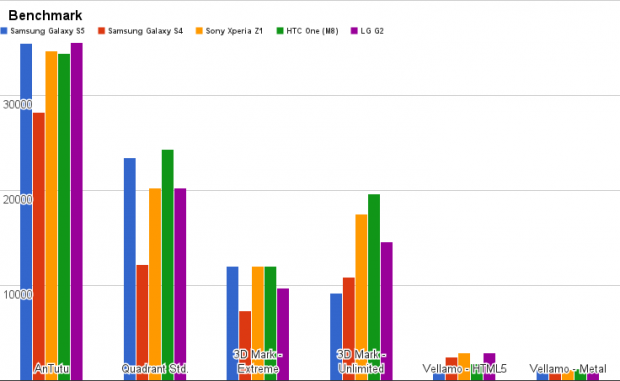 Benchmark
Samsung Galaxy S5 Samsung Galaxy S4 Sony Xperia Z1 HTC One (M8) LG G2
30000
20000
10000
AnTutu Quadrant Std. 3D Mark - Extreme 3D Mark - Unlimited Vellamo - HTML5 Vellamo - Metal